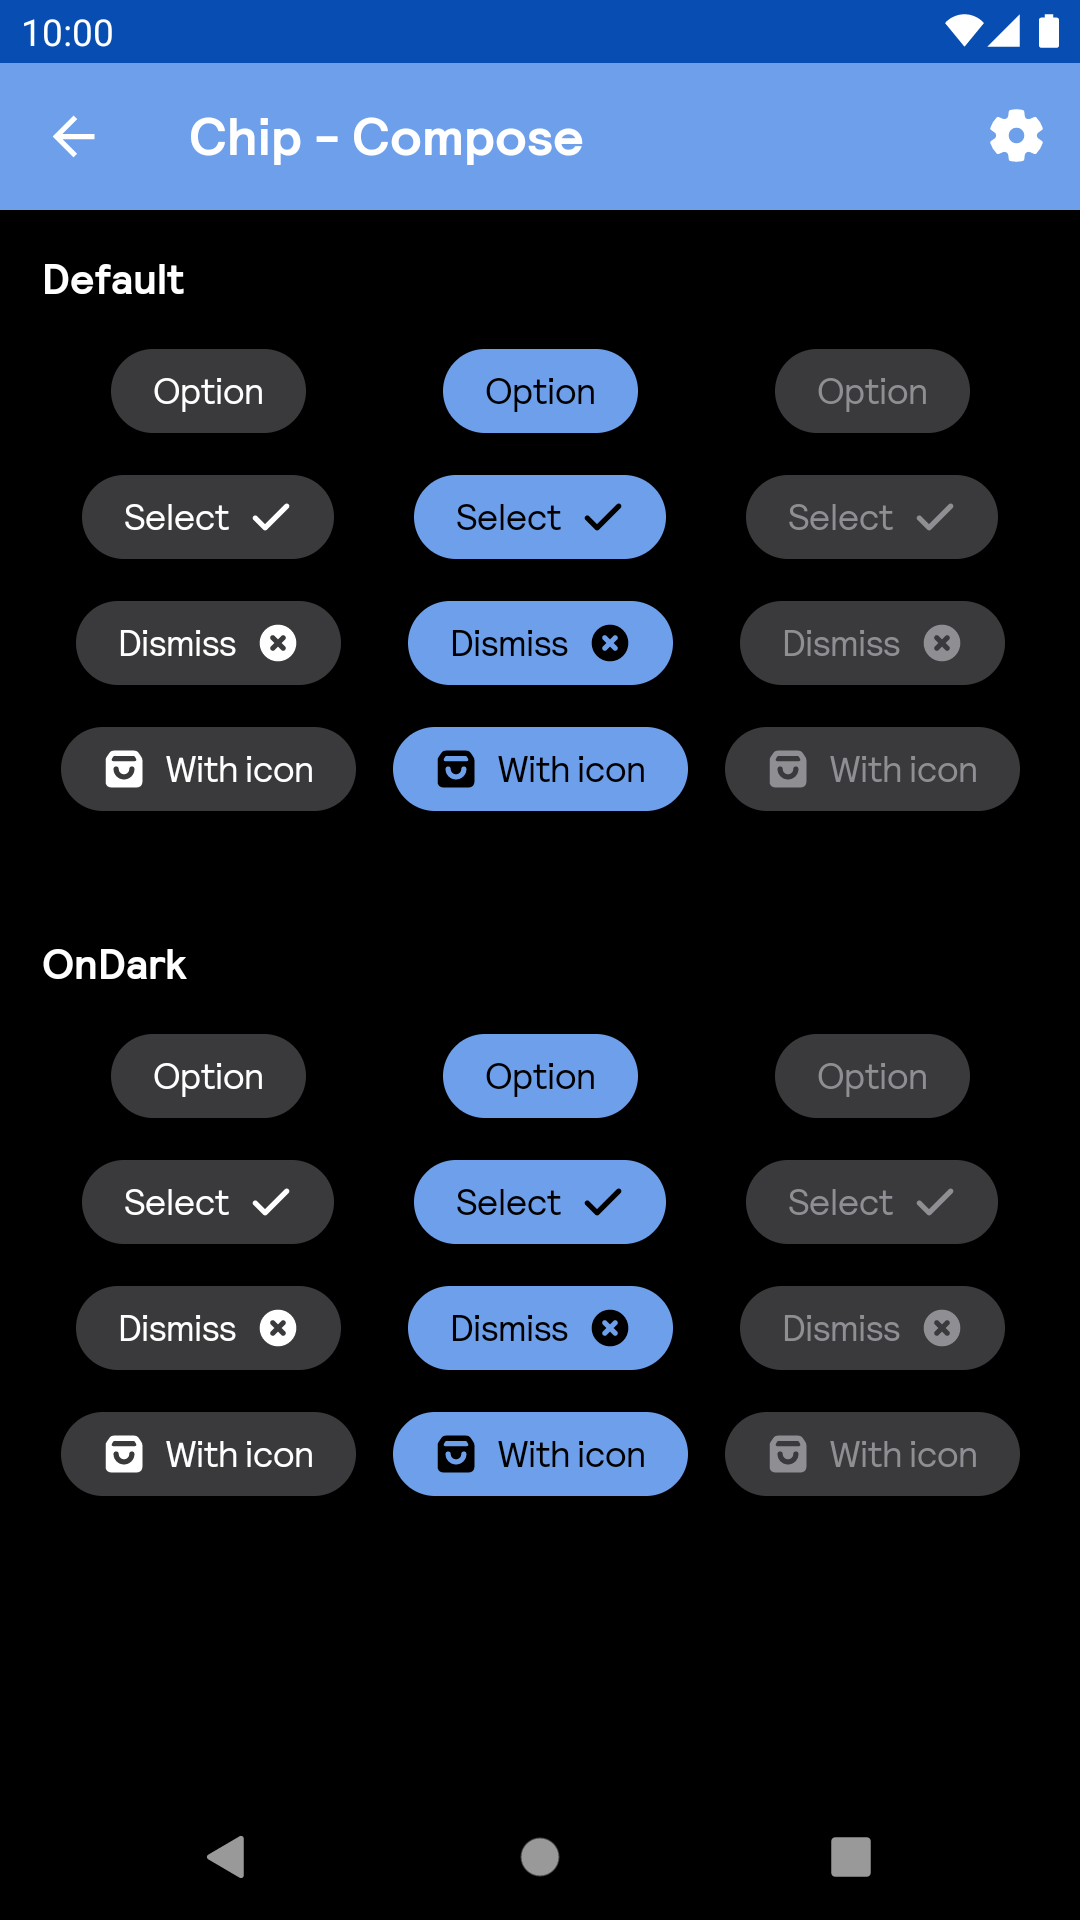 10:00
Chip - Compose
Default
Option Option Option
Select Select Select
Dismiss Dismiss Dismiss
With icon With icon With icon
OnDark
Option Option Option
Select Select Select
Dismiss Dismiss Dismiss
With icon With icon With icon